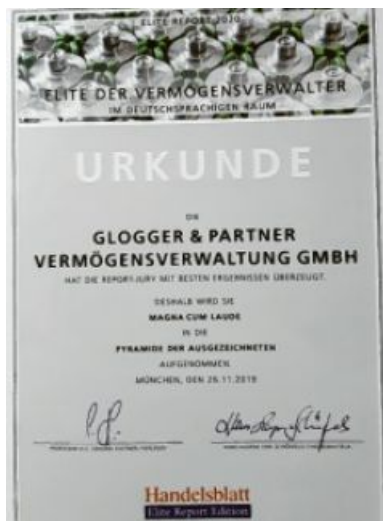 ELITE REPORT 2020
ELITE DER VERMÖGENSVERWALTER
IM DEUTSCHSPRACHIGEN RAUM
URKUNDE
DIE
GLOGGER & PARTNER
VERMÖGENSVERWALTUNG GMBH
HAT DIE REPORT-JURY MIT BESTEN ERGEBNISSEN ÜBERZEUGT.
DESHALB WIRD SIE
MAGNA CUM LAUDE
IN DIE
PYRAMIDE DER AUSGEZEICHNETEN
AUFGENOMMEN.
MÜNCHEN, DEN 26.11.2019
Handelsblatt
Elite Report Edition